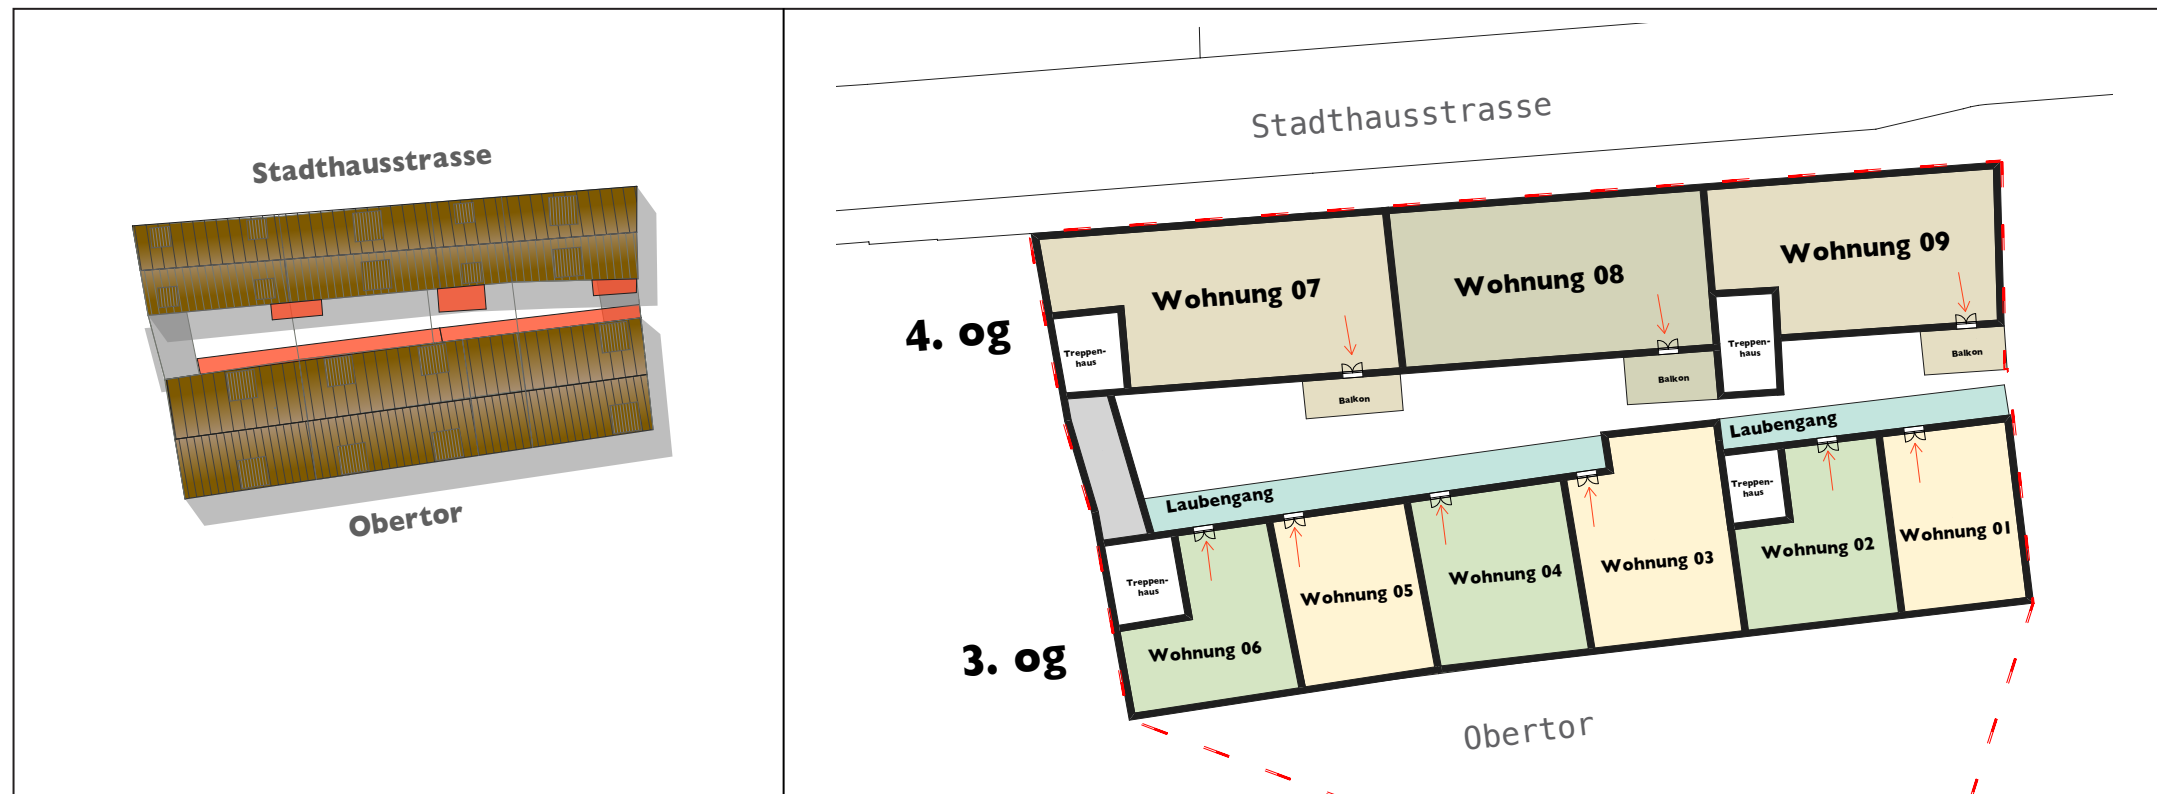 Stadthausstrasse
Obertor
Stadthausstrasse
4. og
Wohnung 07
Wohnung 08
Wohnung 09
Treppen-
haus
Treppen-
haus
Balkon
Balkon
Balkon
Laubengang
Laubengang
3. og
Treppen-
haus
Treppen-
haus
Wohnung 06
Wohnung 05
Wohnung 04
Wohnung 03
Wohnung 02
Wohnung 01
Obertor